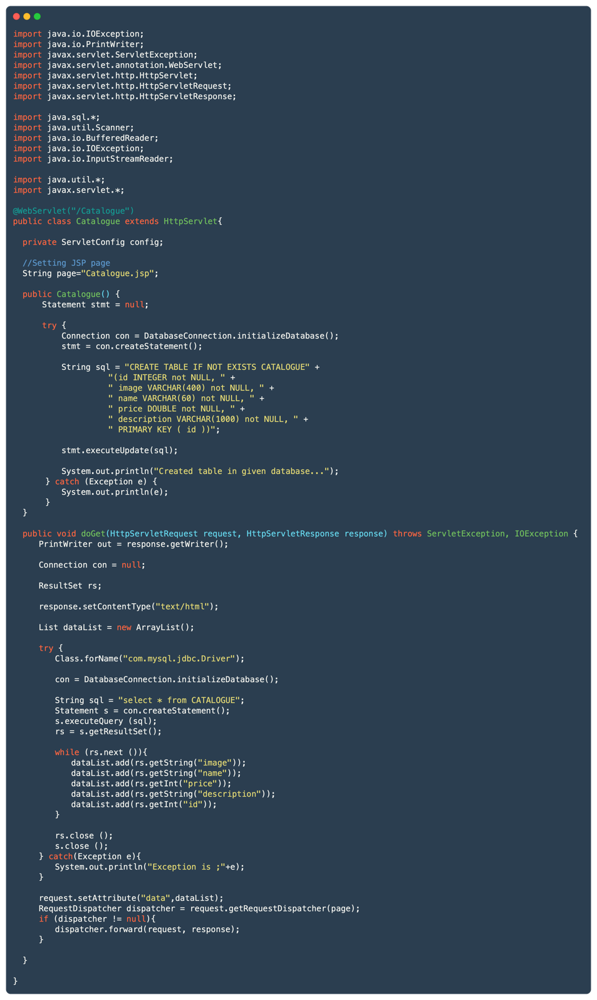 import java.io.IOException;
import java.io.PrintWriter;
import javax.servlet.ServletException;
import javax.servlet.annotation.WebServlet;
import javax.servlet.http.HttpServlet;
import javax.servlet.http.HttpServletRequest;
import javax.servlet.http.HttpServletResponse;

import java.sql.*;
import java.util.Scanner;
import java.io.BufferedReader;
import java.io.IOException;
import java.io.InputStreamReader;

import java.util.*;
import javax.servlet.*;

@WebServlet("/Catalogue")
public class Catalogue extends HttpServlet{

  private ServletConfig config;

  //Setting JSP page
  String page="Catalogue.jsp";

  public Catalogue() {
      Statement stmt = null;

      try {
          Connection con = DatabaseConnection.initializeDatabase();
          stmt = con.createStatement();

          String sql = "CREATE TABLE IF NOT EXISTS CATALOGUE" +
                    "(id INTEGER not NULL, " +
                    " image VARCHAR(400) not NULL, " +
                    " name VARCHAR(60) not NULL, " +
                    " price DOUBLE not NULL, " +
                    " description VARCHAR(1000) not NULL, " +
                    " PRIMARY KEY ( id ))";

          stmt.executeUpdate(sql);

          System.out.println("Created table in given database...");
       } catch (Exception e) {
          System.out.println(e);
       }
  }

  public void doGet(HttpServletRequest request, HttpServletResponse response) throws ServletException, IOException {
     PrintWriter out = response.getWriter();

     Connection con = null;

     ResultSet rs;

     response.setContentType("text/html");

     List dataList = new ArrayList();

     try {
        Class.forName("com.mysql.jdbc.Driver");

        con = DatabaseConnection.initializeDatabase();

        String sql = "select * from CATALOGUE";
        Statement s = con.createStatement();
        s.executeQuery (sql);
        rs = s.getResultSet();

        while (rs.next ()){
           dataList.add(rs.getString("image"));
           dataList.add(rs.getString("name"));
           dataList.add(rs.getInt("price"));
           dataList.add(rs.getString("description"));
           dataList.add(rs.getInt("id"));
        }

        rs.close ();
        s.close ();
     } catch(Exception e){
        System.out.println("Exception is ;"+e);
     }

     request.setAttribute("data",dataList);
     RequestDispatcher dispatcher = request.getRequestDispatcher(page);
     if (dispatcher != null){
        dispatcher.forward(request, response);
     }

  }

}